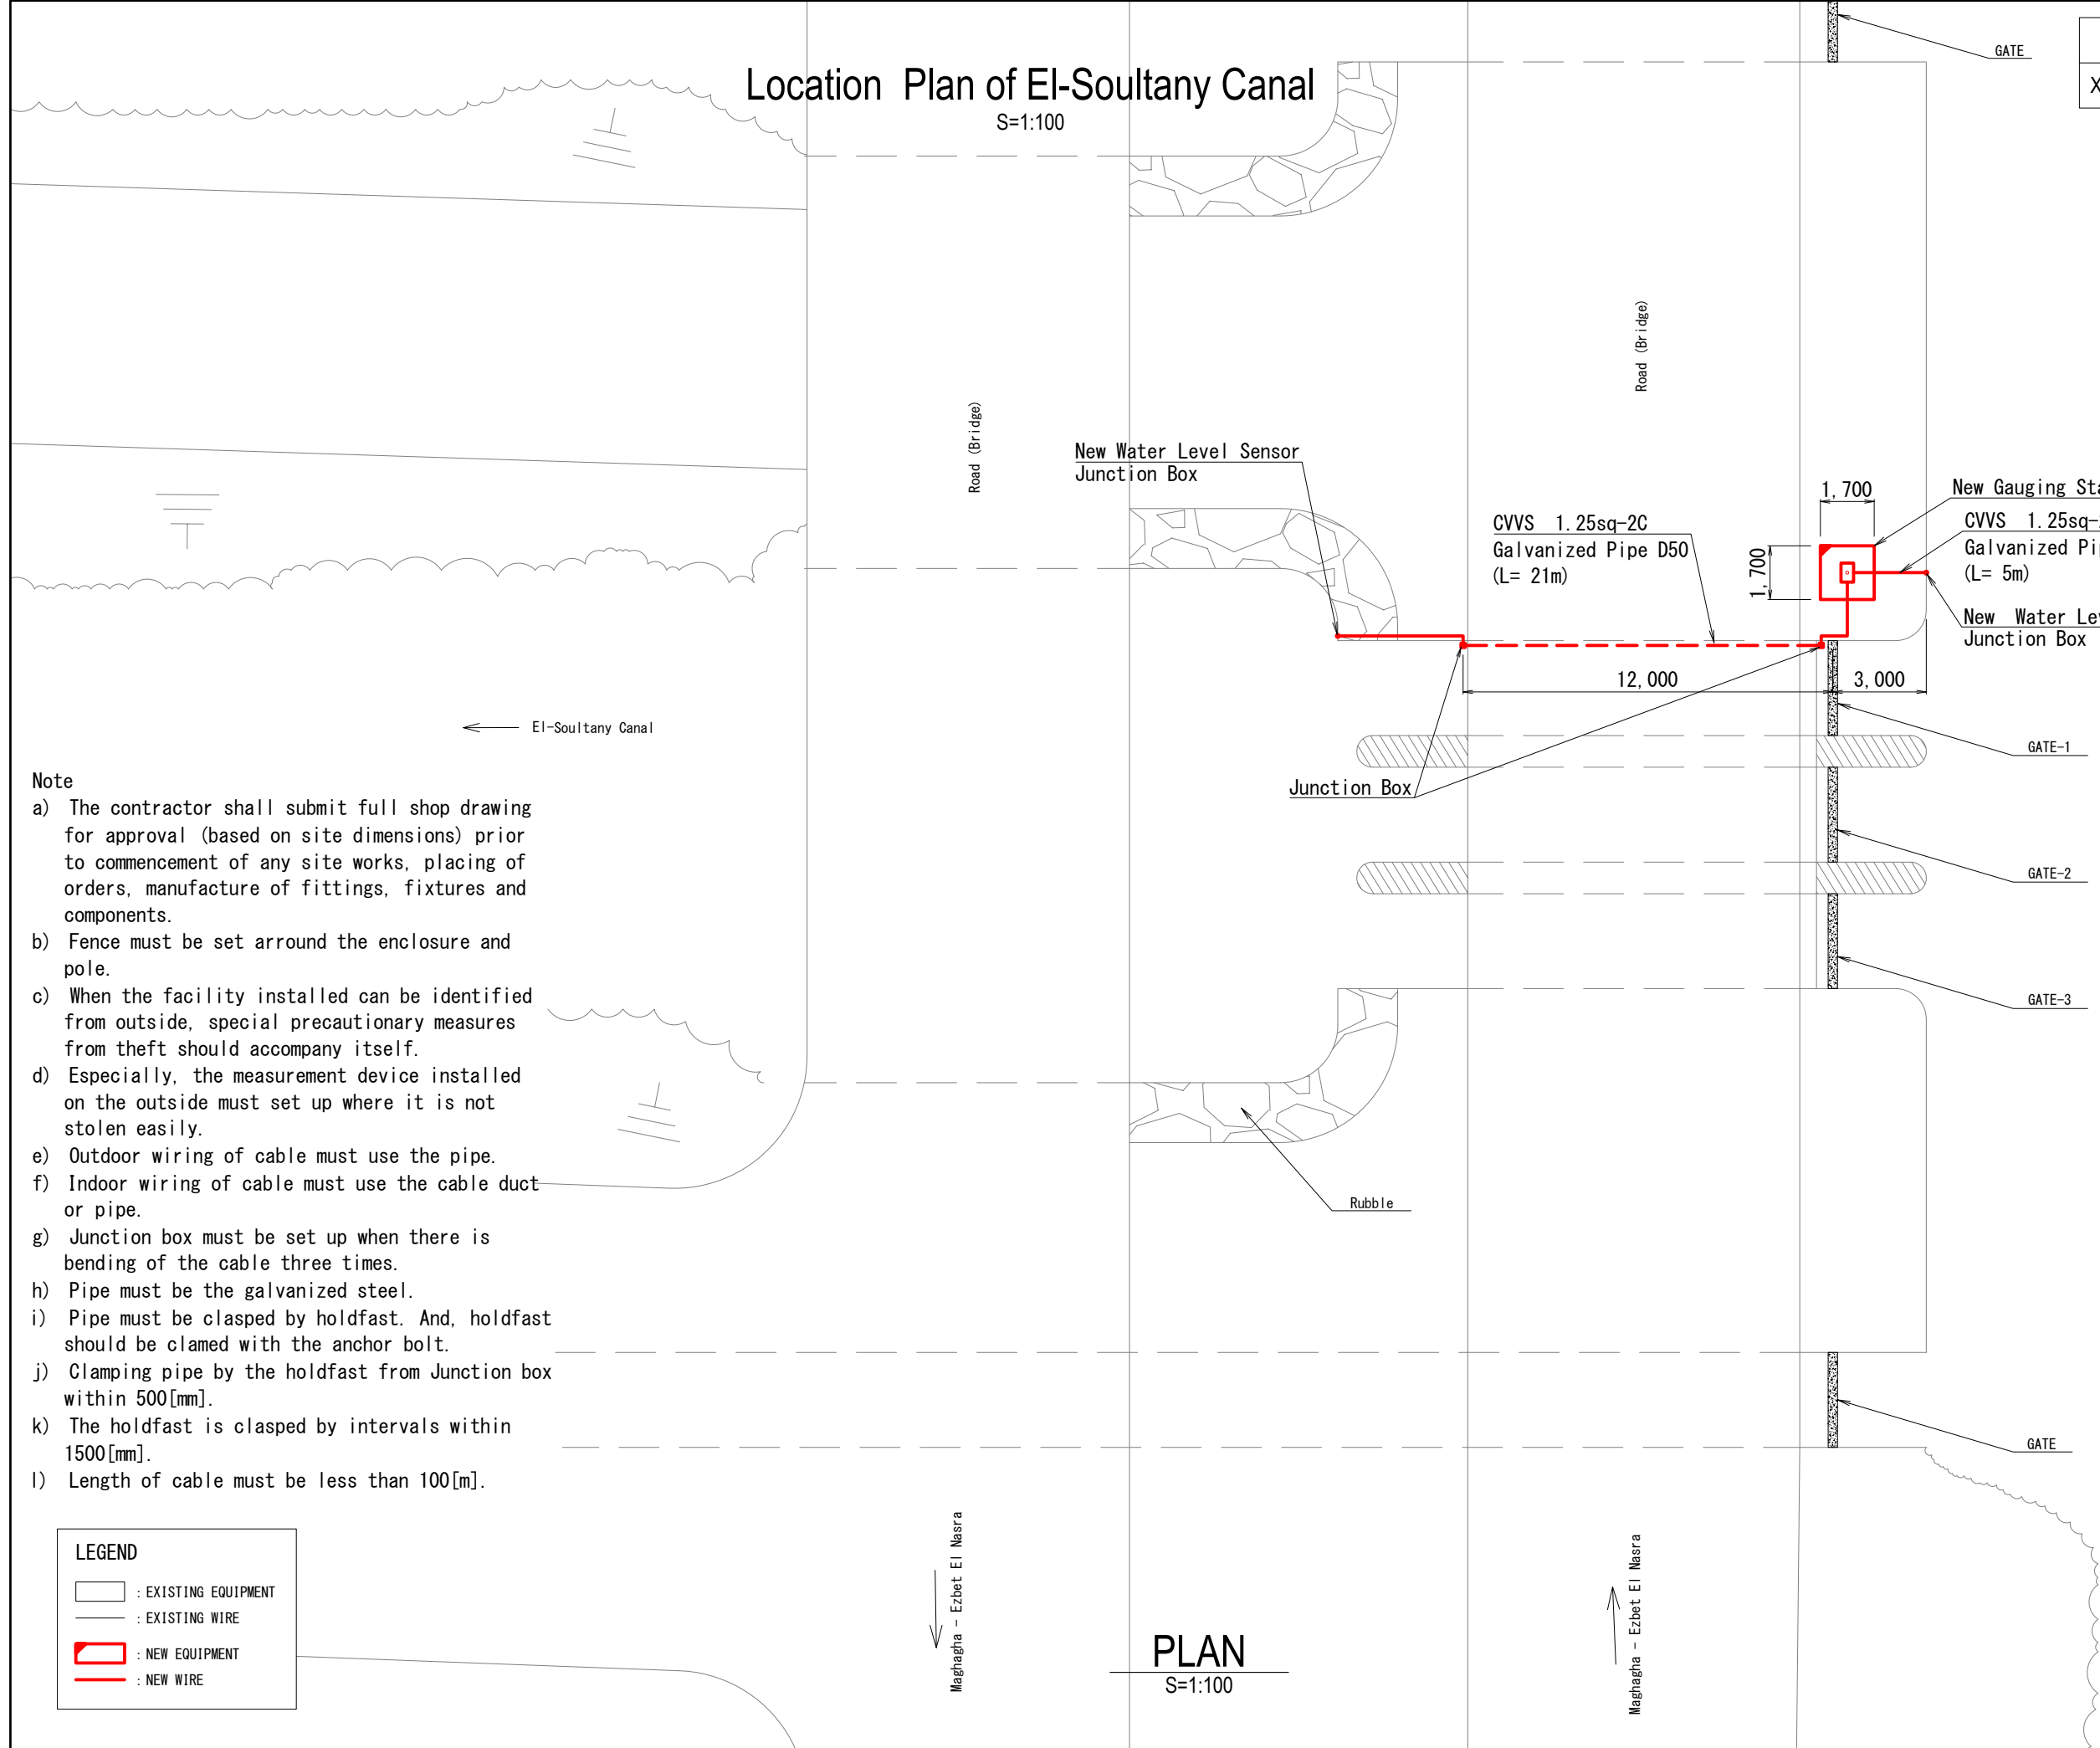 Location Plan of El-Soultany Canal
S=1:100
GATE
X
Road (Bridge)
Road (Bridge)
New Water Level Sensor
Junction Box
CVVS 1.25sq-2C
Galvanized Pipe D50
(L= 21m)
1,700
1,700
New Gauging Sta
CVVS 1.25sq-
Galvanized Pi
(L= 5m)
New Water Le
Junction Box
12,000
3,000
El-Soultany Canal
Junction Box
GATE-1
GATE-2
GATE-3
Rubble
GATE
Note
a) The contractor shall submit full shop drawing
for approval (based on site dimensions) prior
to commencement of any site works, placing of
orders, manufacture of fittings, fixtures and
components.
b) Fence must be set arround the enclosure and
pole.
c) When the facility installed can be identified
from outside, special precautionary measures
from theft should accompany itself.
d) Especially, the measurement device installed
on the outside must set up where it is not
stolen easily.
e) Outdoor wiring of cable must use the pipe.
f) Indoor wiring of cable must use the cable duct
or pipe.
g) Junction box must be set up when there is
bending of the cable three times.
h) Pipe must be the galvanized steel.
i) Pipe must be clasped by holdfast. And, holdfast
should be clamed with the anchor bolt.
j) Clamping pipe by the holdfast from Junction box
within 500[mm].
k) The holdfast is clasped by intervals within
1500[mm].
l) Length of cable must be less than 100[m].
LEGEND
: EXISTING EQUIPMENT
: EXISTING WIRE
: NEW EQUIPMENT
: NEW WIRE
Maghagha - Ezbet El Nasra
PLAN
S=1:100
Maghagha - Ezbet El Nasra